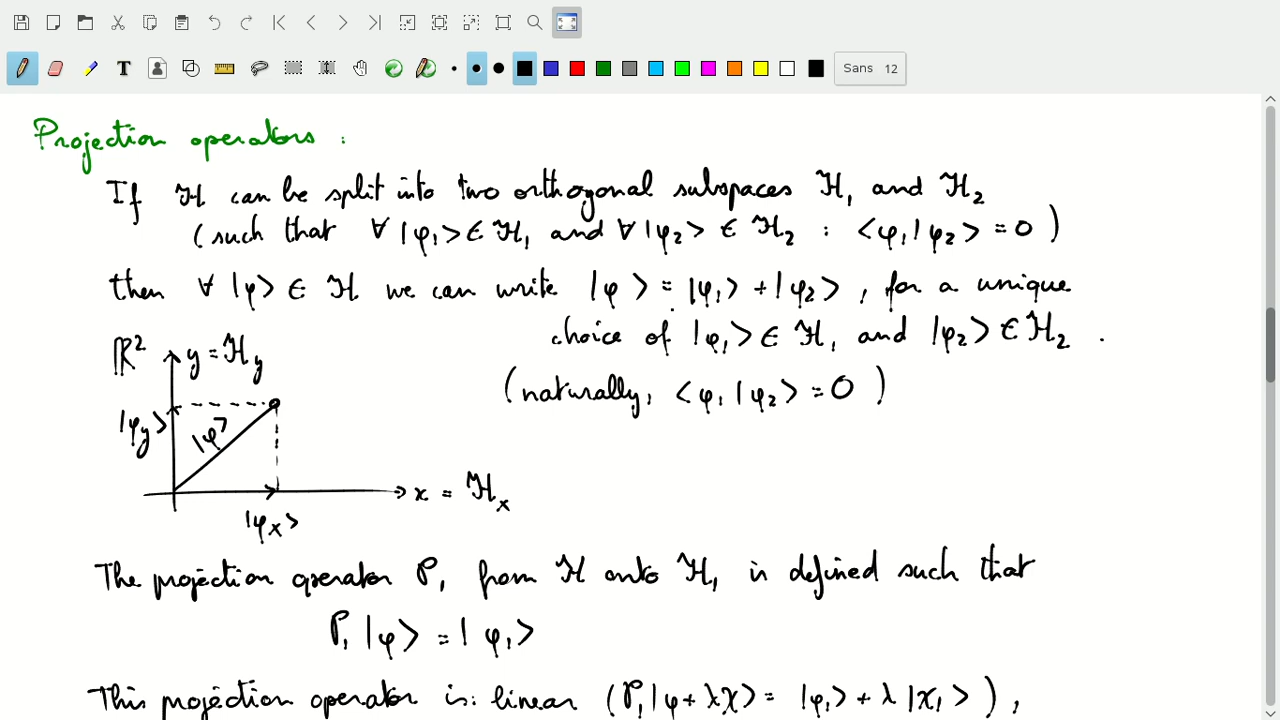 Sans 12
Projection operators :
If ℋ can be split into two orthogonal subspaces ℋ₁ and ℋ₂
(such that ∀ |φ₁> ∈ ℋ₁ and ∀ |φ₂> ∈ ℋ₂ : <φ₁|φ₂> = 0 )
then ∀ |φ> ∈ ℋ we can write |φ > = |φ₁> + |φ₂> , for a unique
choice of |φ₁> ∈ ℋ₁ and |φ₂> ∈ ℋ₂ .
(naturally, <φ₁|φ₂> = 0 )
ℝ²
y = ℋ_y
|φ_y>
|φ>
x = ℋₓ
|φₓ>
The projection operator P₁ from ℋ onto ℋ₁ is defined such that
P₁ |φ> = | φ₁>
This projection operator is: linear (P₁|φ + λχ> = |φ₁> + λ |χ₁> ) ,